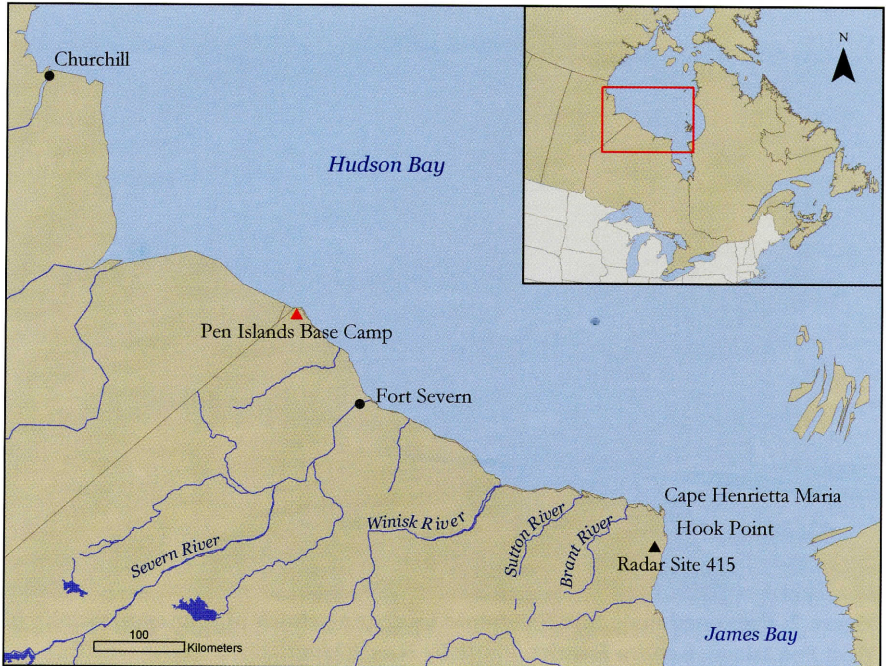 Churchill
N
Hudson Bay
Pen Islands Base Camp
Fort Severn
Cape Henrietta Maria
Hook Point
Winisk River
Sutton River
Brant River
Severn River
Radar Site 415
James Bay
100
Kilometers